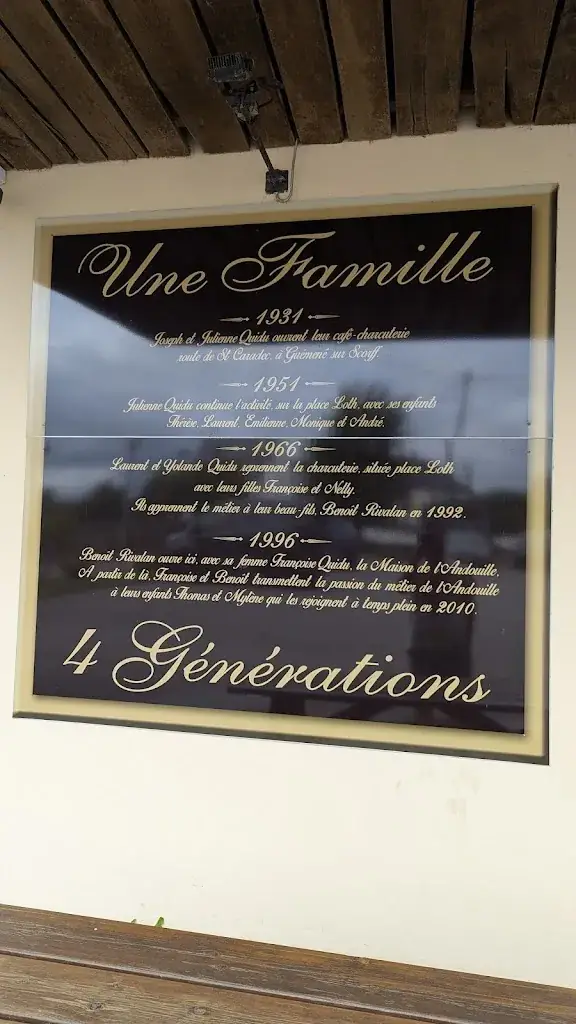 Une Famille
1931
Joseph et Julienne Quidu ouvrent leur café-charcuterie
route de St Caradec, à Guémené sur Scorff.
1951
Julienne Quidu continue l'activité, sur la place Loth, avec ses enfants
Thérèse, Laurent, Emilienne, Monique et André.
1966
Laurent et Yolande Quidu reprennent la charcuterie, située place Loth
avec leurs filles Françoise et Nelly.
Ils apprennent le métier à leur beau-fils, Benoit Rivalan en 1992.
1996
Benoit Rivalan ouvre ici, avec sa femme Françoise Quidu, la Maison de l'Andouille.
A partir de là, Françoise et Benoit transmettent la passion du métier de l'Andouille
à leurs enfants Thomas et Mylène qui les rejoignent à temps plein en 2010.
4 Générations